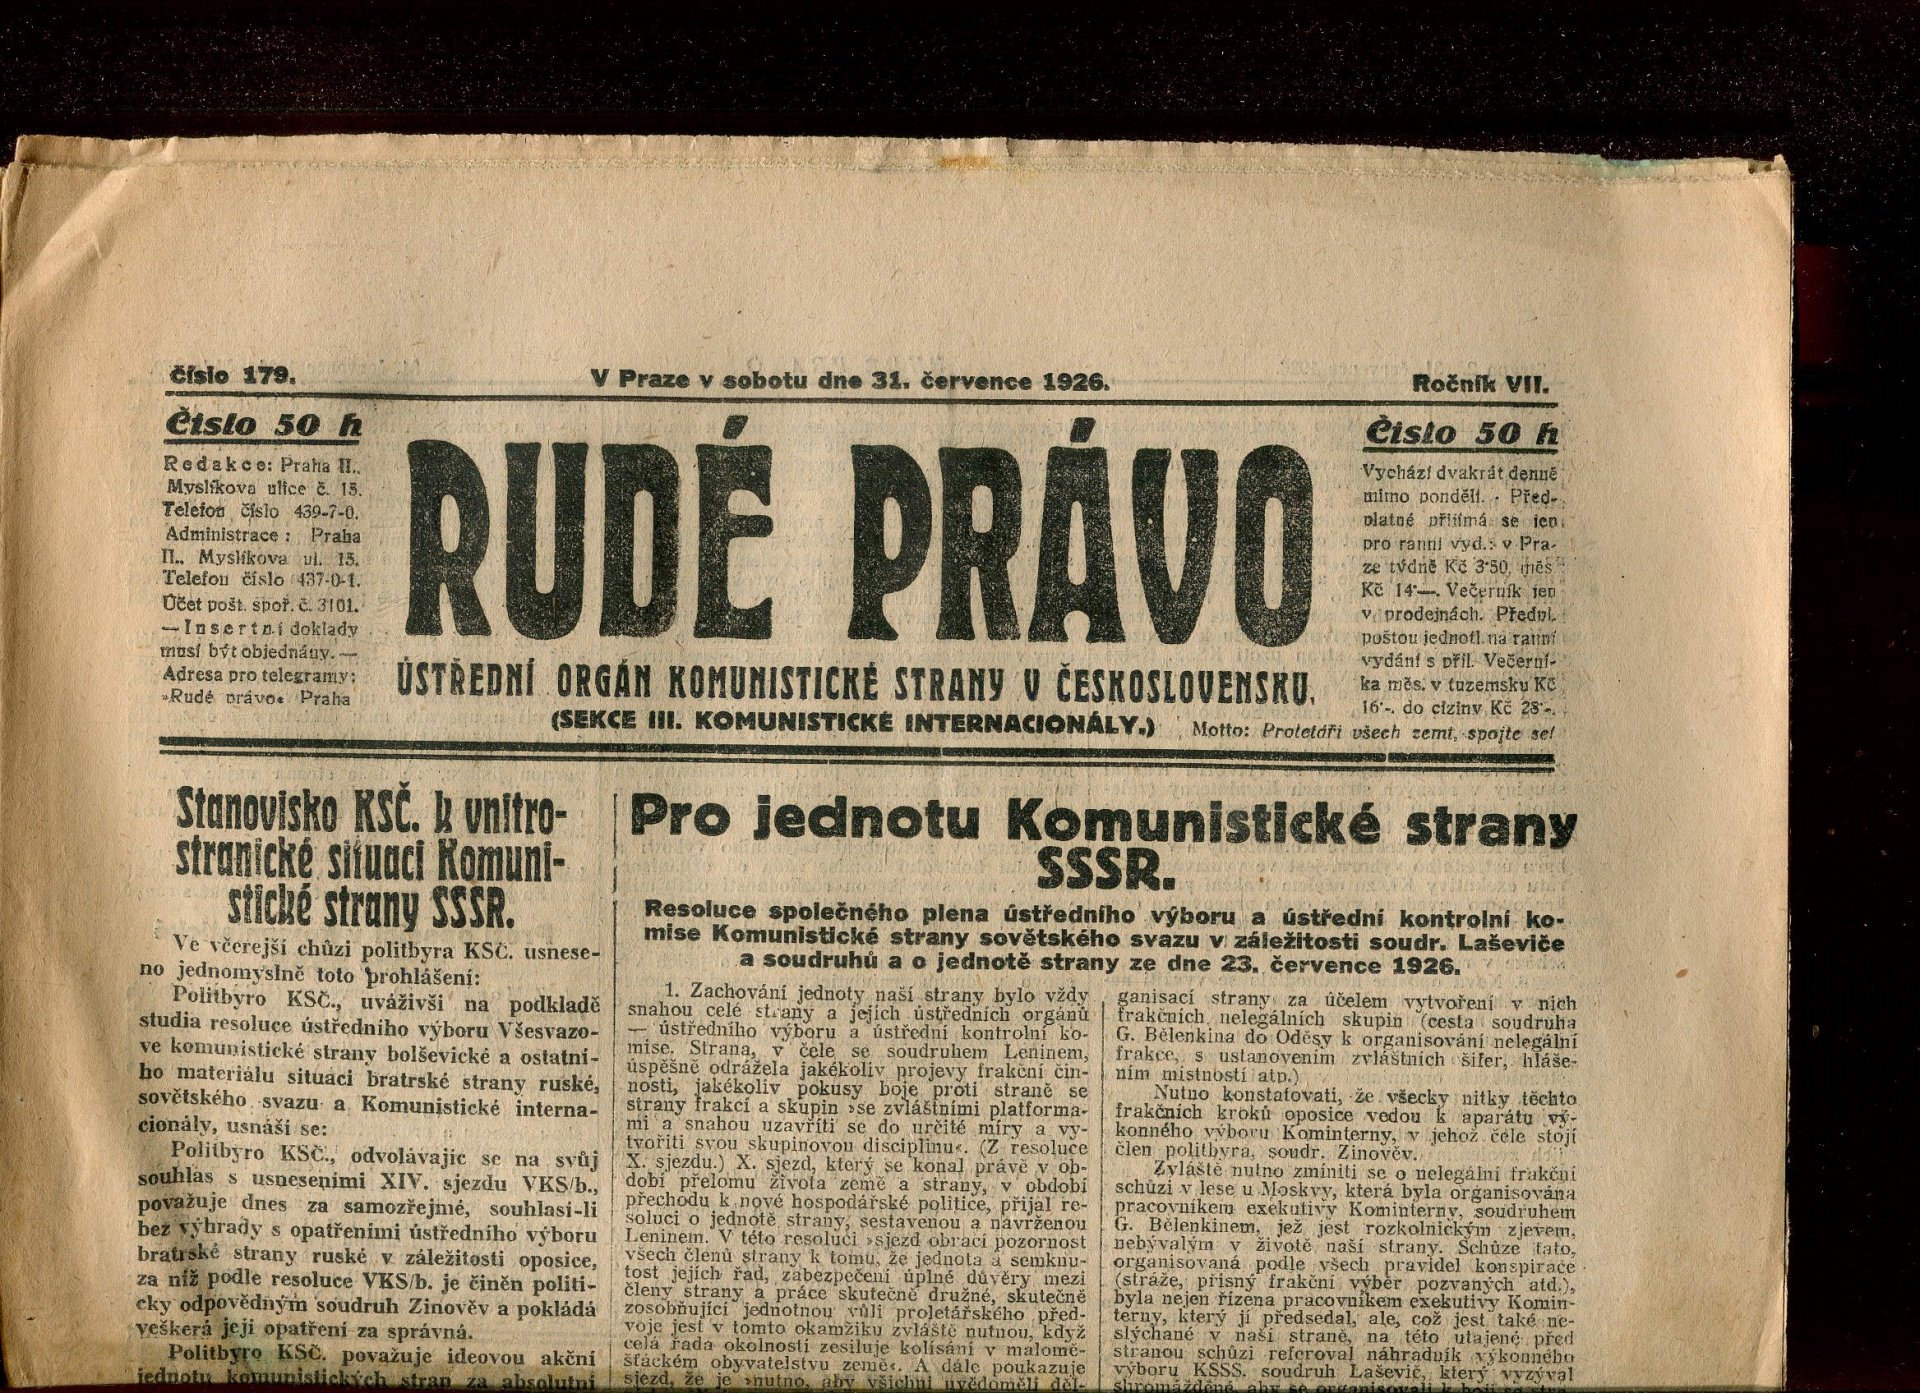 číslo 179.
V Praze v sobotu dne 31. července 1926.
Ročník VII.
Číslo 50 h
Redakce: Praha II.,
Myslíkova ulice č. 15.
Telefon číslo 439-7-0.
Administrace: Praha
II., Myslíkova ul. 15.
Telefon číslo 437-0-1.
Účet pošt. spoř. č. 3101.
— Insertní doklady
musí být objednány. —
Adresa pro telegramy:
»Rudé právo« Praha
RUDÉ PRÁVO
ÚSTŘEDNÍ ORGÁN KOMUNISTICKÉ STRANY V ČESKOSLOVENSKU.
(SEKCE III. KOMUNISTICKÉ INTERNACIONÁLY.)
Číslo 50 h
Vychází dvakrát denně
mimo pondělí. - Před-
platné přijímá se jen
pro ranní vyd.: v Pra-
ze týdně Kč 3·50, měs
Kč 14·—. Večerník jen
v prodejnách. Předpl.
poštou jednotl. na ranní
vydání s příl. Večerní-
ka měs. v tuzemsku Kč
16·-. do ciziny Kč 28·-.
Motto: Proletáři všech zemí, spojte se!
Stanovisko KSČ. k vnitro-
stranické situaci Komuni-
stické strany SSSR.
Ve včerejší chůzi politbyra KSČ. usnese-
no jednomyslně toto prohlášení:
Politbyro KSČ., uváživši na podkladě
studia resoluce ústředního výboru Všesvazo-
vé komunistické strany bolševické a ostatní-
ho materiálu situaci bratrské strany ruské,
sovětského svazu a Komunistické interna-
cionály, usnáší se:
Politbyro KSČ., odvolávajíc se na svůj
souhlas s usneseními XIV. sjezdu VKS/b.,
považuje dnes za samozřejmé, souhlasí-li
bez výhrady s opatřeními ústředního výboru
bratrské strany ruské v záležitosti oposice,
za níž podle resoluce VKS/b. je činěn politi-
cky odpovědným soudruh Zinověv a pokládá
veškerá její opatření za správná.
Politbyro KSČ. považuje ideovou akční
jednotu komunistických stran za absolutní
Pro jednotu Komunistické strany
SSSR.
Resoluce společného plena ústředního výboru a ústřední kontrolní ko-
mise Komunistické strany sovětského svazu v záležitosti soudr. Laševiče
a soudruhů a o jednotě strany ze dne 23. července 1926.
1. Zachování jednoty naší strany bylo vždy
snahou celé strany a jejích ústředních orgánů
— ústředního výboru a ústřední kontrolní ko-
mise. Strana, v čele se soudruhem Leninem,
úspěšně odrážela jakékoliv projevy frakční čin-
nosti, jakékoliv pokusy boje proti straně se
strany frakcí a skupin »se zvláštními platforma-
mi a snahou uzavříti se do určité míry a vy-
tvořiti svou skupinovou disciplinu«. (Z resoluce
X. sjezdu.) X. sjezd, který se konal právě v ob-
dobí přelomu života země a strany, v období
přechodu k nové hospodářské politice, přijal re-
soluci o jednotě strany, sestavenou a navrženou
Leninem. V této resoluci »sjezd obrací pozornost
všech členů strany k tomu, že jednota a semknu-
tost jejích řad, zabezpečení úplné důvěry mezi
členy strany a práce skutečně družné, skutečně
zosobňující jednotnou vůli proletářského před-
voje jest v tomto okamžiku zvláště nutnou, když
celá řada okolností zesiluje kolísání v malomě-
šťáckém obyvatelstvu země«. A dále poukazuje
sjezd, že je »nutno, aby všichni uvědomělí děl-
ganisací strany za účelem vytvoření v nich
frakčních nelegálních skupin (cesta soudruha
G. Bělenkina do Oděsy k organisování nelegální
frakce, s ustanovením zvláštních šifer, hláše-
ním místností atp.)
Nutno konstatovati, že všecky nitky těchto
frakčních kroků oposice vedou k aparátu vý-
konného výboru Kominterny, v jehož čele stojí
člen politbyra, soudr. Zinověv.
Zvláště nutno zmíniti se o nelegální frakční
schůzi v lese u Moskvy, která byla organisována
pracovníkem exekutivy Kominterny, soudruhem
G. Bělenkinem, jež jest rozkolnickým zjevem,
nebývalým v životě naší strany. Schůze tato,
organisovaná podle všech pravidel konspirace
(stráže, přísný frakční výběr pozvaných atd.),
byla nejen řízena pracovníkem exekutivy Komin-
terny, který jí předsedal, ale, což jest také ne-
slýchané v naší straně, na této utajené před
stranou schůzi referoval náhradník výkonného
výboru KSSS. soudruh Laševič, který vyzýval
shromážděné, aby se organisovali k boji se stra-